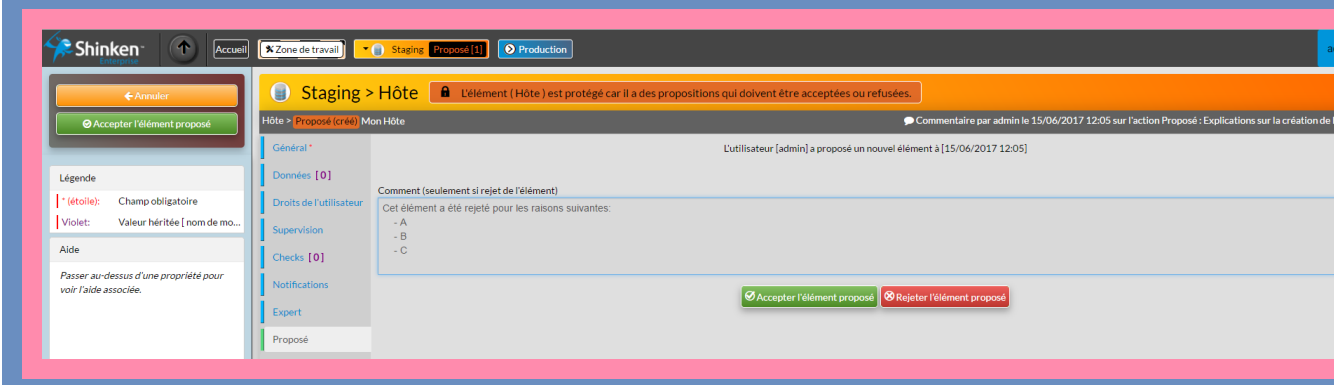 Shinken
Enterprise
Accueil
Zone de travail
Staging Proposé [1]
Production
Annuler
Accepter l'élément proposé
Staging > Hôte
L'élément ( Hôte ) est protégé car il a des propositions qui doivent être acceptées ou refusées.
Hôte > Proposé (créé) Mon Hôte
Commentaire par admin le 15/06/2017 12:05 sur l'action Proposé : Explications sur la création de
Légende
* (étoile): Champ obligatoire
Violet: Valeur héritée [ nom de mo...
Aide
Passer au-dessus d'une propriété pour
voir l'aide associée.
Général *
Données [ 0 ]
Droits de l'utilisateur
Supervision
Checks [ 0 ]
Notifications
Expert
Proposé
L'utilisateur [admin] a proposé un nouvel élément à [15/06/2017 12:05]
Comment (seulement si rejet de l'élément)
Cet élément a été rejeté pour les raisons suivantes:
- A
- B
- C
Accepter l'élément proposé
Rejeter l'élément proposé